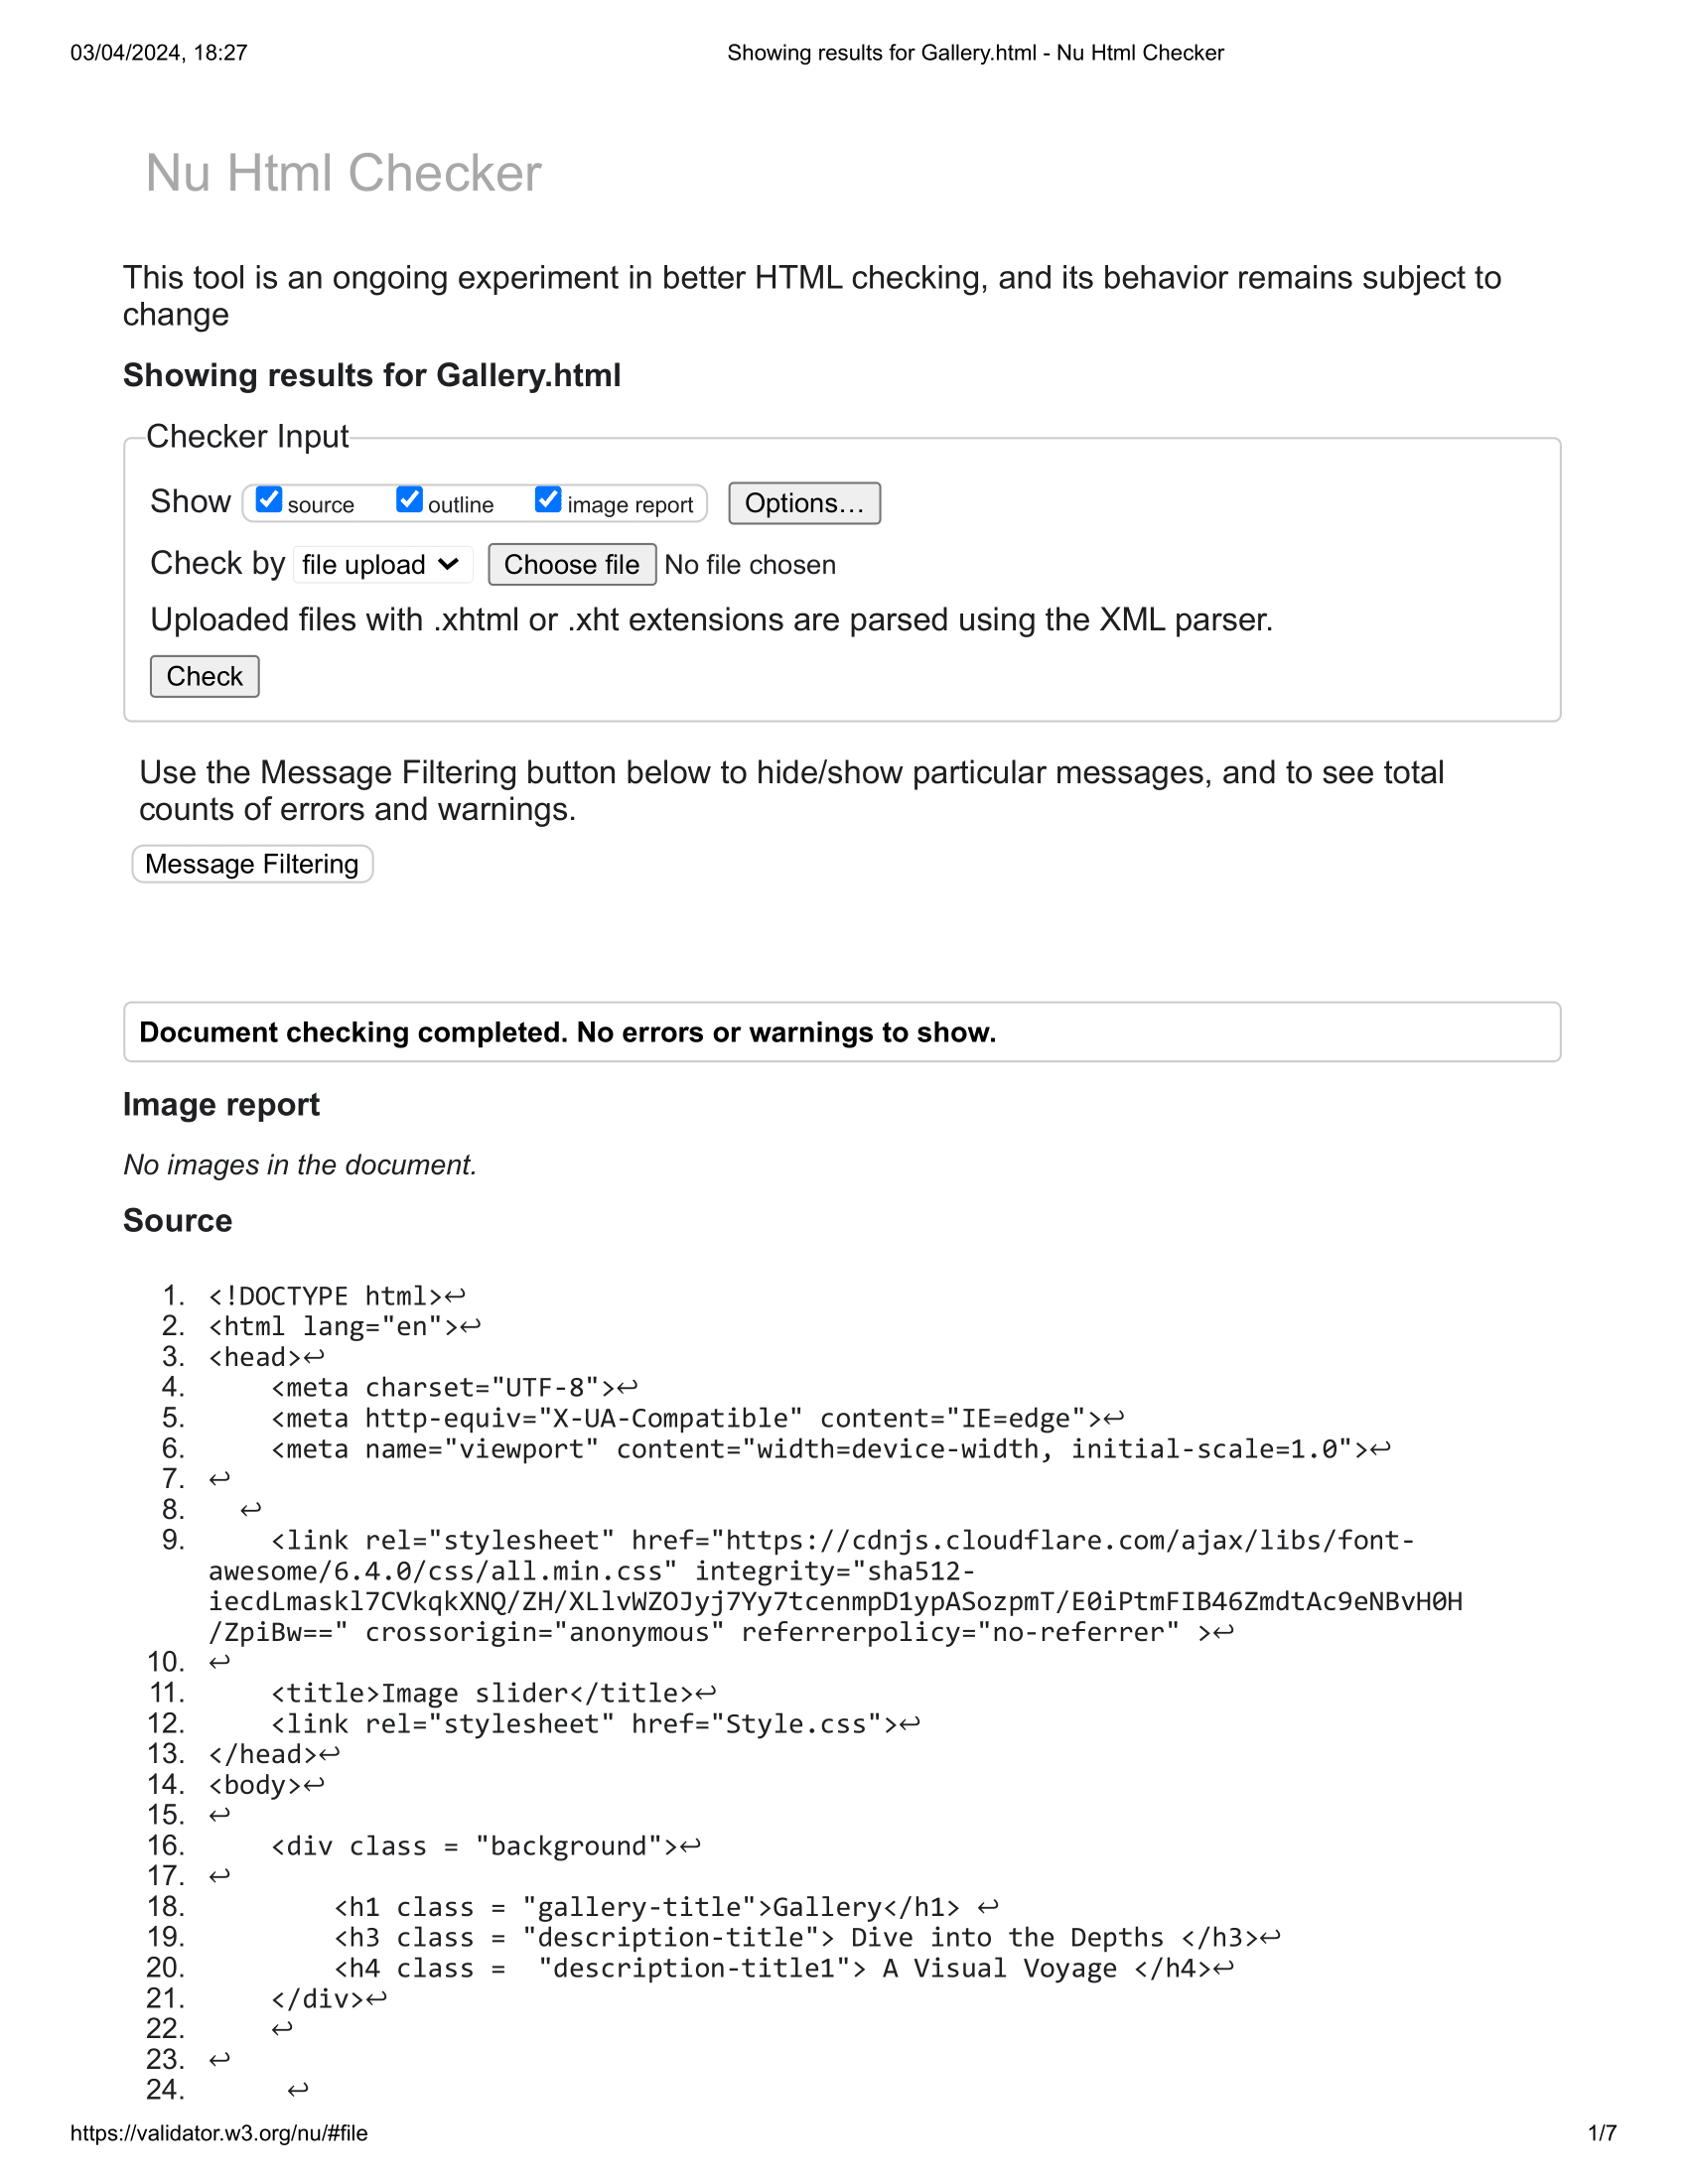 03/04/2024, 18:27
Showing results for Gallery.html - Nu Html Checker
Nu Html Checker
This tool is an ongoing experiment in better HTML checking, and its behavior remains subject to
change
Showing results for Gallery.html
Checker Input
Show source outline image report Options…
Check by file upload Choose file No file chosen
Uploaded files with .xhtml or .xht extensions are parsed using the XML parser.
Check
Use the Message Filtering button below to hide/show particular messages, and to see total
counts of errors and warnings.
Message Filtering
Document checking completed. No errors or warnings to show.
Image report
No images in the document.
Source
1. <!DOCTYPE html>↩
2. <html lang="en">↩
3. <head>↩
4.     <meta charset="UTF-8">↩
5.     <meta http-equiv="X-UA-Compatible" content="IE=edge">↩
6.     <meta name="viewport" content="width=device-width, initial-scale=1.0">↩
7. ↩
8.   ↩
9.     <link rel="stylesheet" href="https://cdnjs.cloudflare.com/ajax/libs/font-
awesome/6.4.0/css/all.min.css" integrity="sha512-
iecdLmaskl7CVkqkXNQ/ZH/XLlvWZOJyj7Yy7tcenmpD1ypASozpmT/E0iPtmFIB46ZmdtAc9eNBvH0H
/ZpiBw==" crossorigin="anonymous" referrerpolicy="no-referrer" >↩
10. ↩
11.     <title>Image slider</title>↩
12.     <link rel="stylesheet" href="Style.css">↩
13. </head>↩
14. <body>↩
15. ↩
16.     <div class = "background">↩
17. ↩
18.         <h1 class = "gallery-title">Gallery</h1> ↩
19.         <h3 class = "description-title"> Dive into the Depths </h3>↩
20.         <h4 class =  "description-title1"> A Visual Voyage </h4>↩
21.     </div>↩
22.     ↩
23. ↩
24.      ↩
https://validator.w3.org/nu/#file
1/7